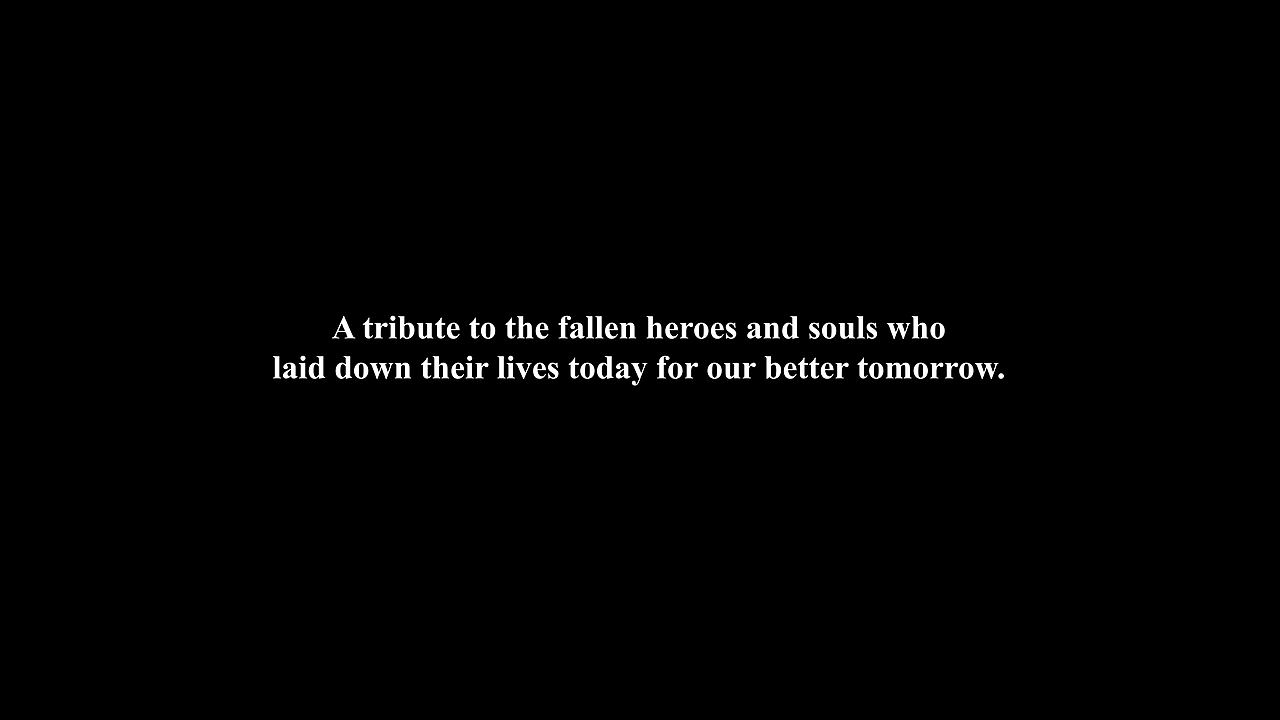 A tribute to the fallen heroes and souls who
laid down their lives today for our better tomorrow.